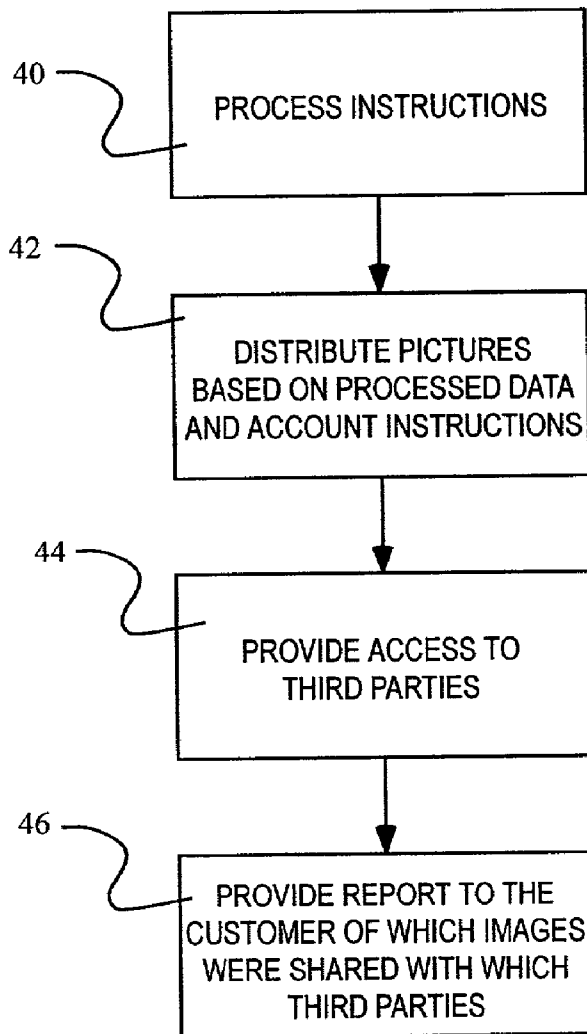 40
PROCESS INSTRUCTIONS
42
DISTRIBUTE PICTURES
BASED ON PROCESSED DATA
AND ACCOUNT INSTRUCTIONS
44
PROVIDE ACCESS TO
THIRD PARTIES
46
PROVIDE REPORT TO THE
CUSTOMER OF WHICH IMAGES
WERE SHARED WITH WHICH
THIRD PARTIES